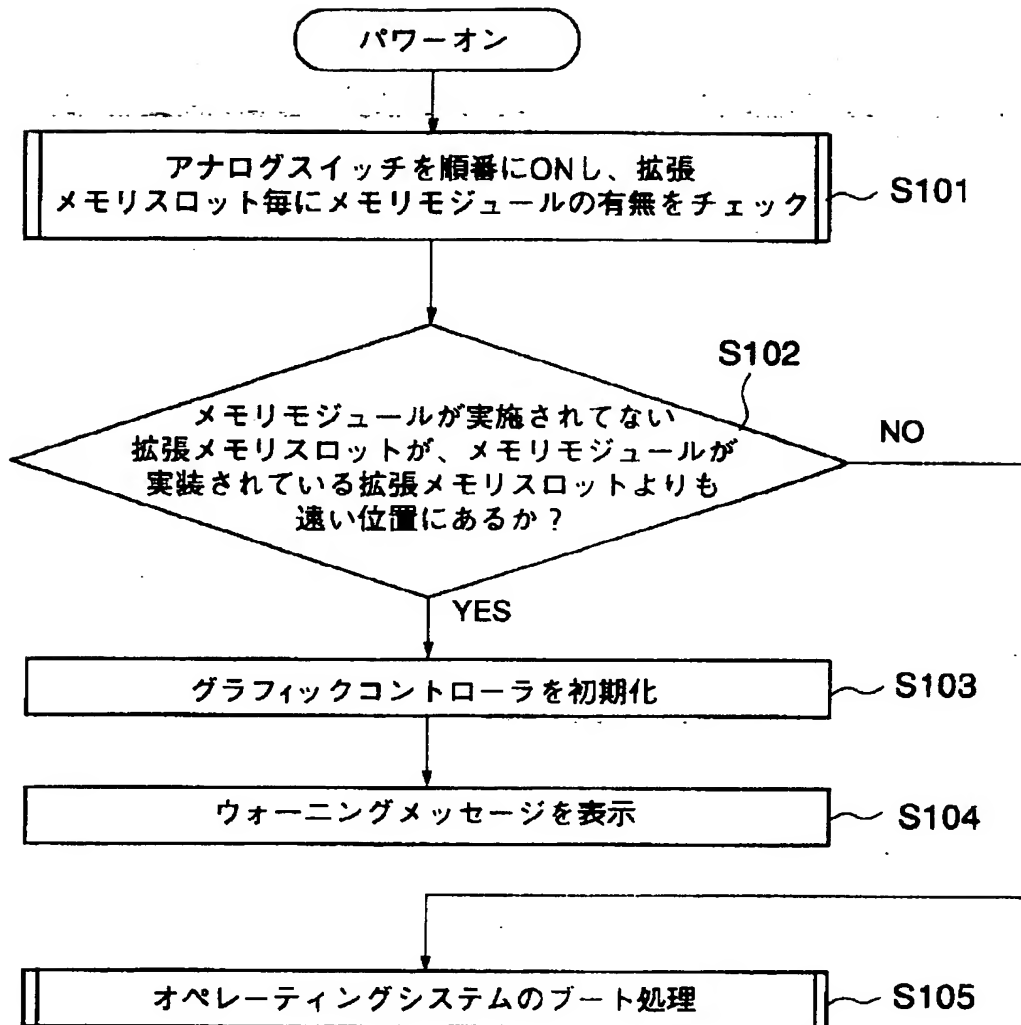 パワーオン
アナログスイッチを順番にONし、拡張
メモリスロット毎にメモリモジュールの有無をチェック
S101
S102
メモリモジュールが実施されてない
拡張メモリスロットが、メモリモジュールが
実装されている拡張メモリスロットよりも
遠い位置にあるか?
NO
YES
グラフィックコントローラを初期化
S103
ウォーニングメッセージを表示
S104
オペレーティングシステムのブート処理
S105